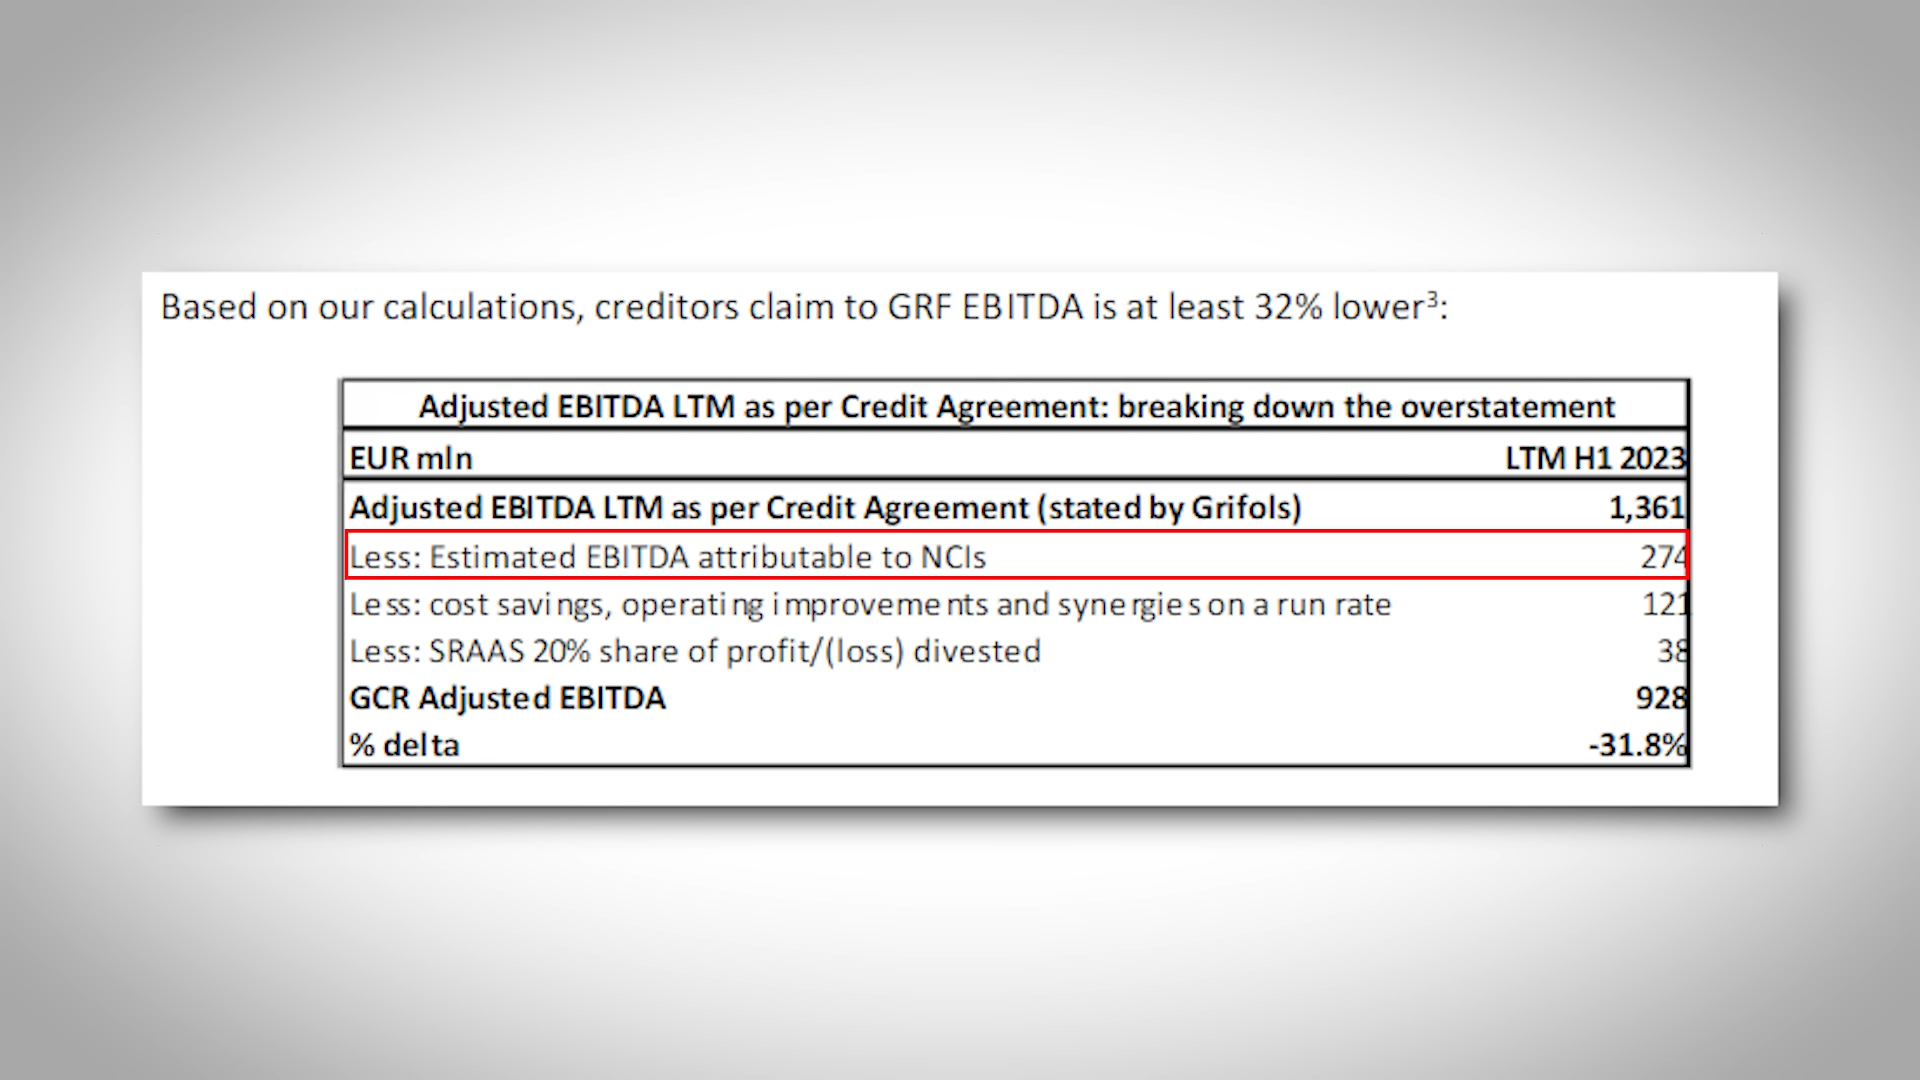 Based on our calculations, creditors claim to GRF EBITDA is at least 32% lower³:
Adjusted EBITDA LTM as per Credit Agreement: breaking down the overstatement
EUR mln LTM H1 2023
Adjusted EBITDA LTM as per Credit Agreement (stated by Grifols) 1,361
Less: Estimated EBITDA attributable to NCIs 274
Less: cost savings, operating improvements and synergies on a run rate 121
Less: SRAAS 20% share of profit/(loss) divested 38
GCR Adjusted EBITDA 928
% delta -31.8%